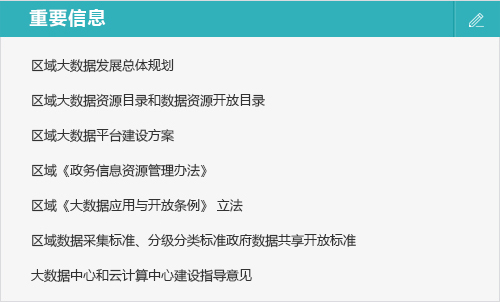 重要信息
区域大数据发展总体规划
区域大数据资源目录和数据资源开放目录
区域大数据平台建设方案
区域《政务信息资源管理办法》
区域《大数据应用与开放条例》 立法
区域数据采集标准、分级分类标准政府数据共享开放标准
大数据中心和云计算中心建设指导意见